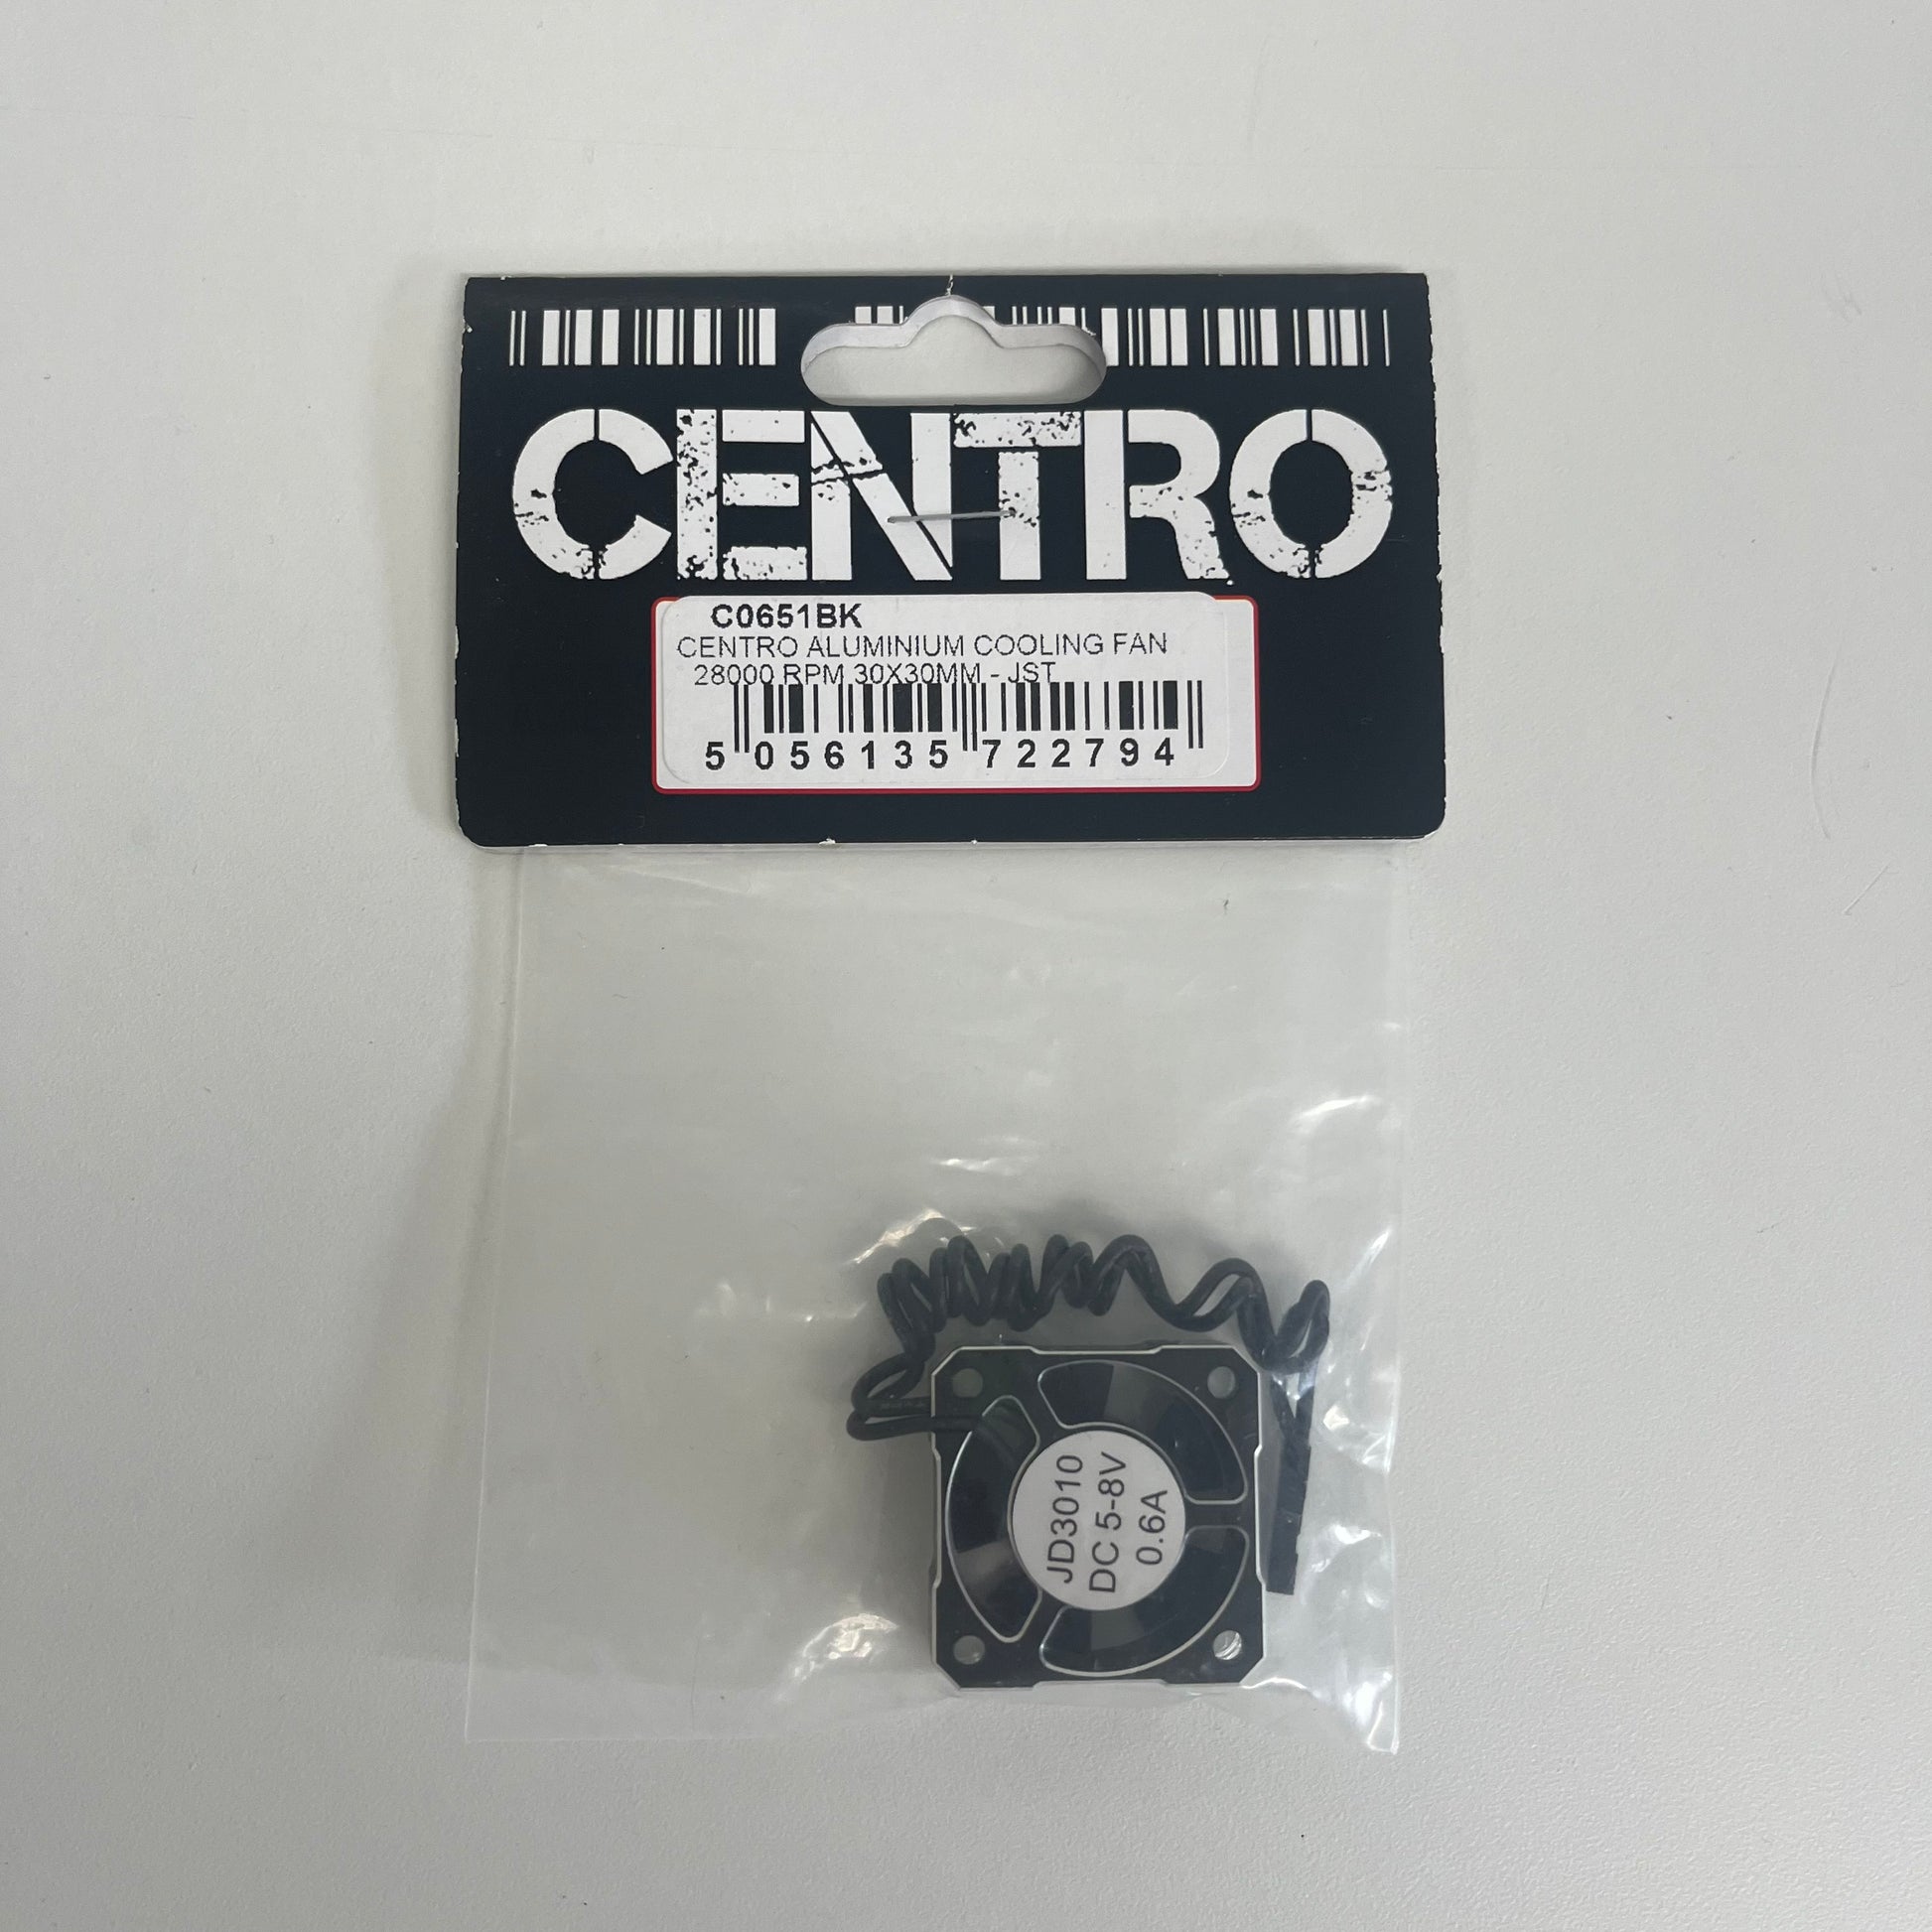 CENTRO
C0651BK
CENTRO ALUMINIUM COOLING FAN
28000 RPM 30X30MM - JST
5 056135 722794
JD3010
DC 5-8V
0.6A